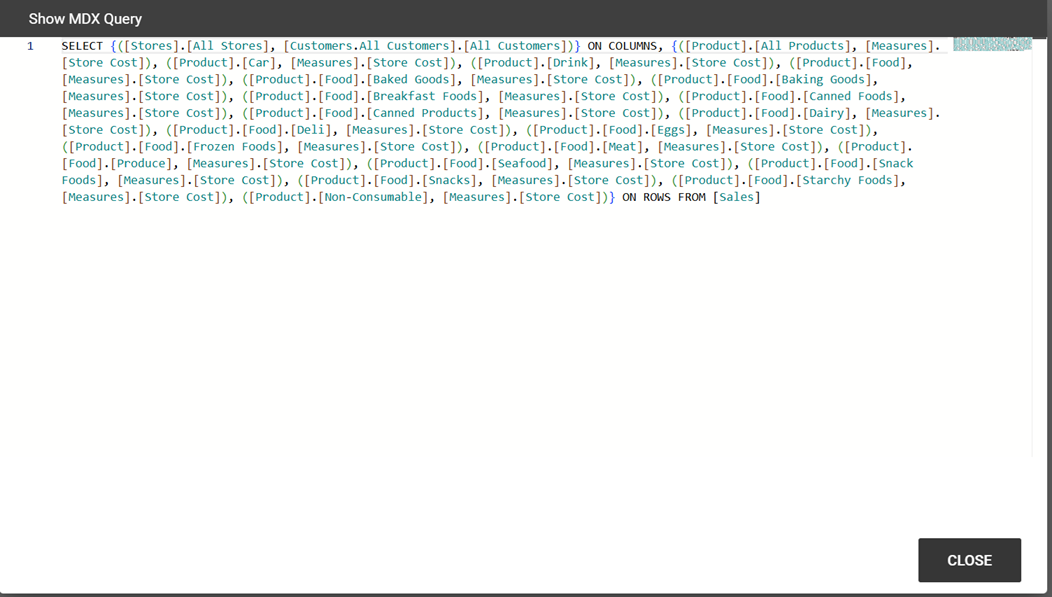 Show MDX Query
1
SELECT {([Stores].[All Stores], [Customers.All Customers].[All Customers])} ON COLUMNS, {([Product].[All Products], [Measures].
[Store Cost]), ([Product].[Car], [Measures].[Store Cost]), ([Product].[Drink], [Measures].[Store Cost]), ([Product].[Food],
[Measures].[Store Cost]), ([Product].[Food].[Baked Goods], [Measures].[Store Cost]), ([Product].[Food].[Baking Goods],
[Measures].[Store Cost]), ([Product].[Food].[Breakfast Foods], [Measures].[Store Cost]), ([Product].[Food].[Canned Foods],
[Measures].[Store Cost]), ([Product].[Food].[Canned Products], [Measures].[Store Cost]), ([Product].[Food].[Dairy], [Measures].
[Store Cost]), ([Product].[Food].[Deli], [Measures].[Store Cost]), ([Product].[Food].[Eggs], [Measures].[Store Cost]),
([Product].[Food].[Frozen Foods], [Measures].[Store Cost]), ([Product].[Food].[Meat], [Measures].[Store Cost]), ([Product].
[Food].[Produce], [Measures].[Store Cost]), ([Product].[Food].[Seafood], [Measures].[Store Cost]), ([Product].[Food].[Snack
Foods], [Measures].[Store Cost]), ([Product].[Food].[Snacks], [Measures].[Store Cost]), ([Product].[Food].[Starchy Foods],
[Measures].[Store Cost]), ([Product].[Non-Consumable], [Measures].[Store Cost])} ON ROWS FROM [Sales]
CLOSE